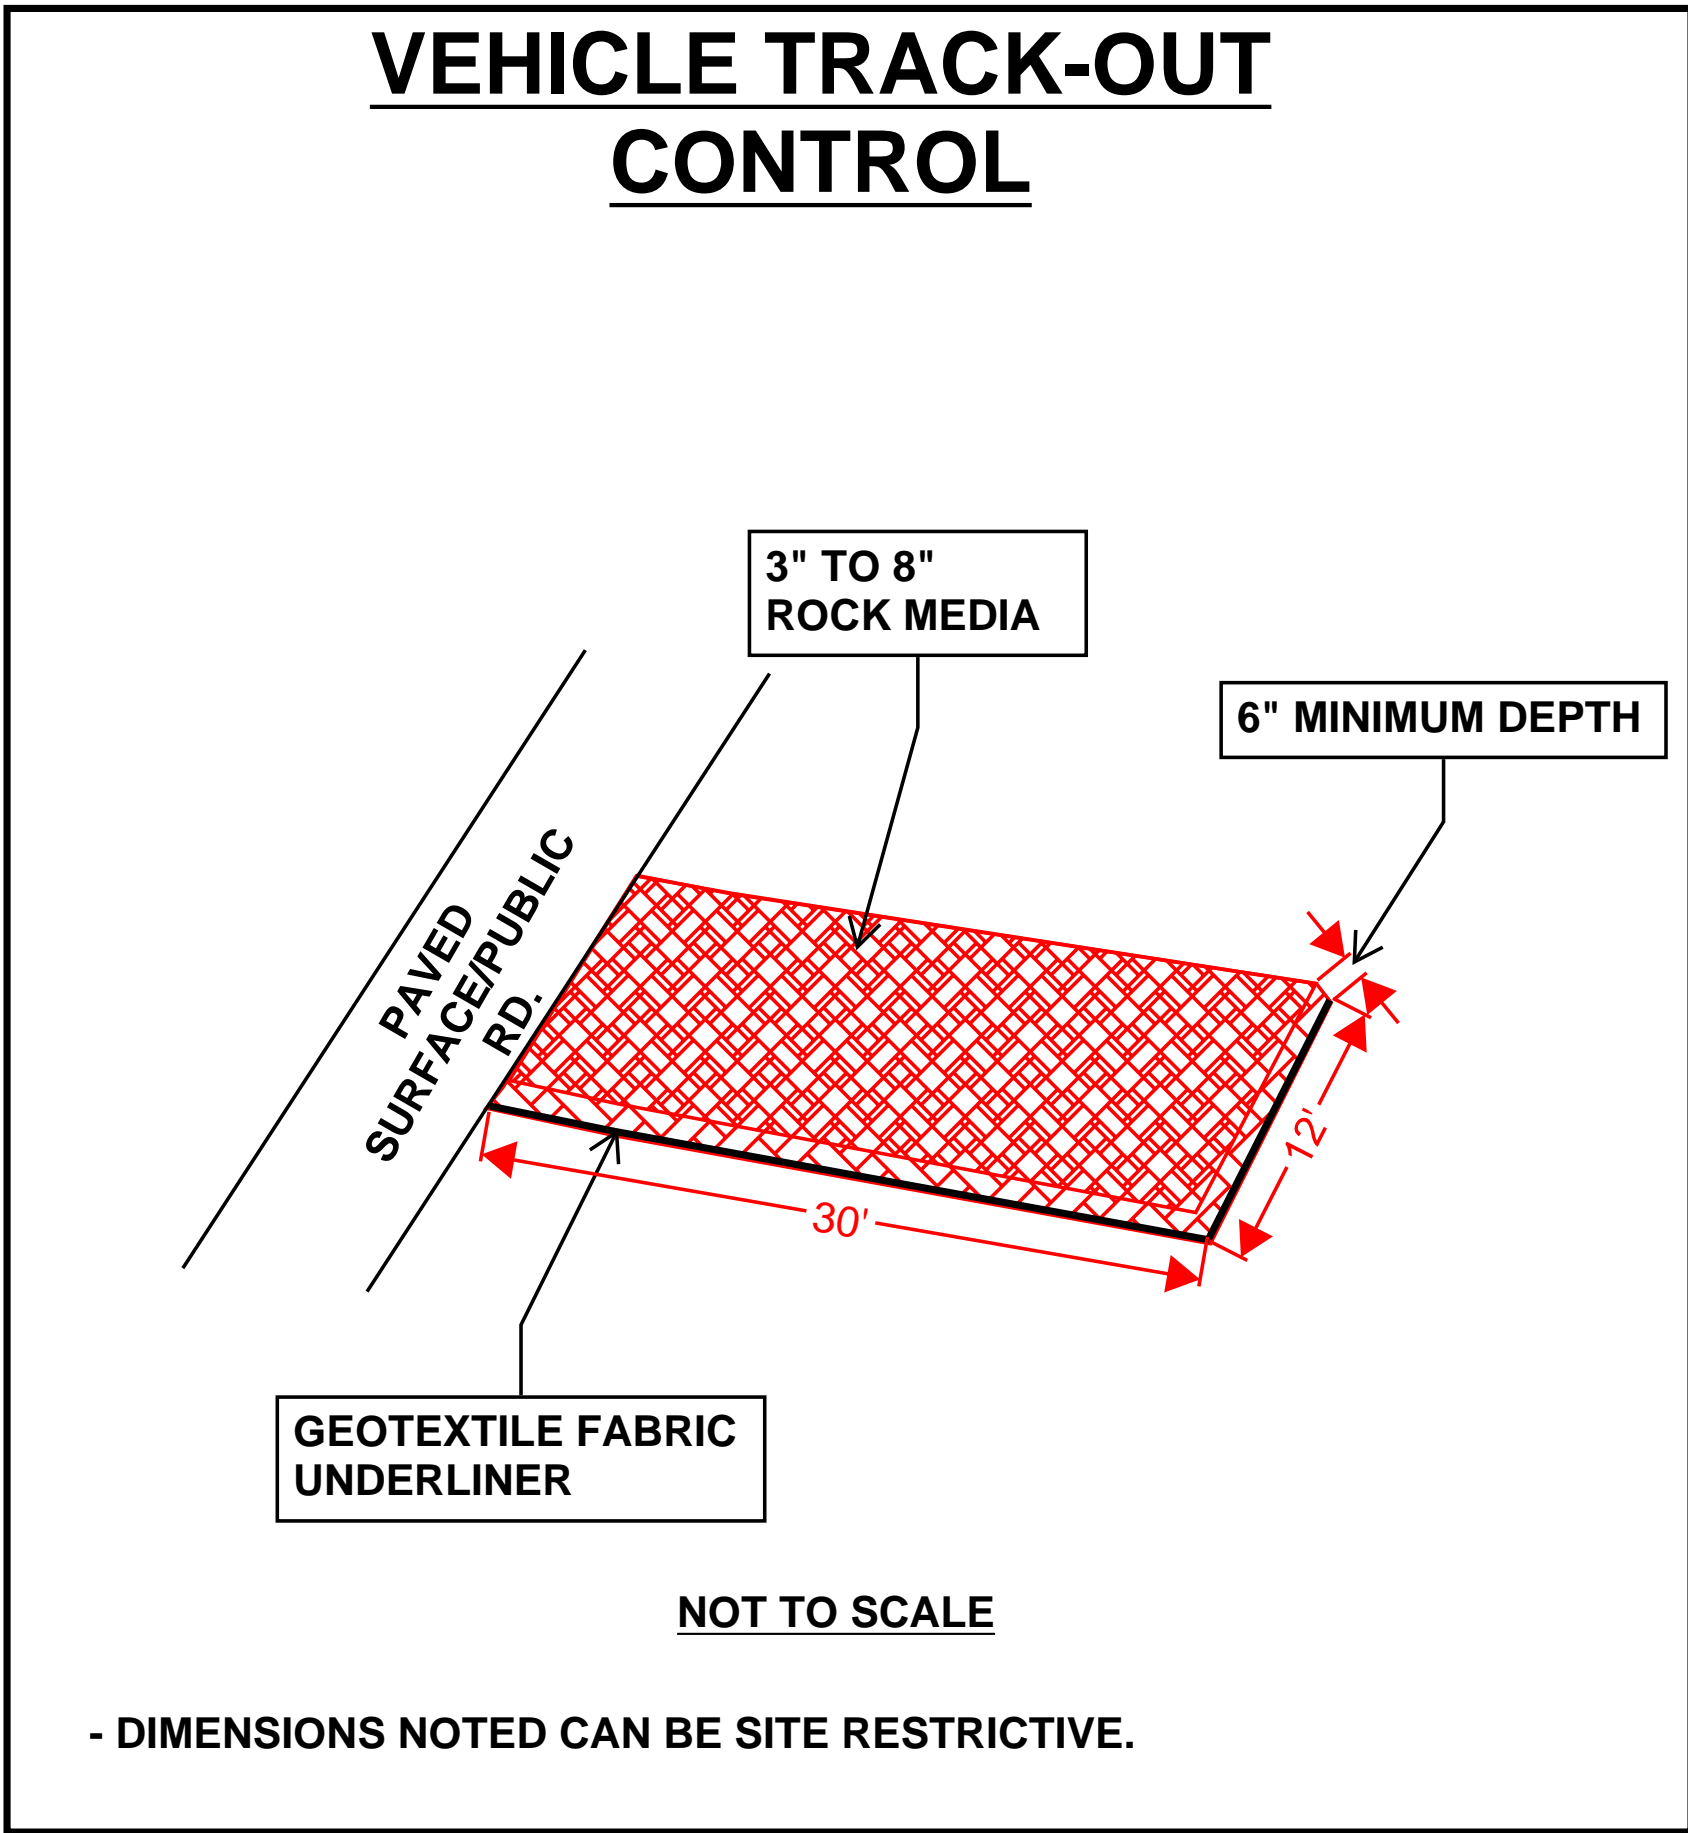 VEHICLE TRACK-OUT
CONTROL
3" TO 8"
ROCK MEDIA
6" MINIMUM DEPTH
PAVED
SURFACE/PUBLIC
RD.
12'
30'
GEOTEXTILE FABRIC
UNDERLINER
NOT TO SCALE
- DIMENSIONS NOTED CAN BE SITE RESTRICTIVE.